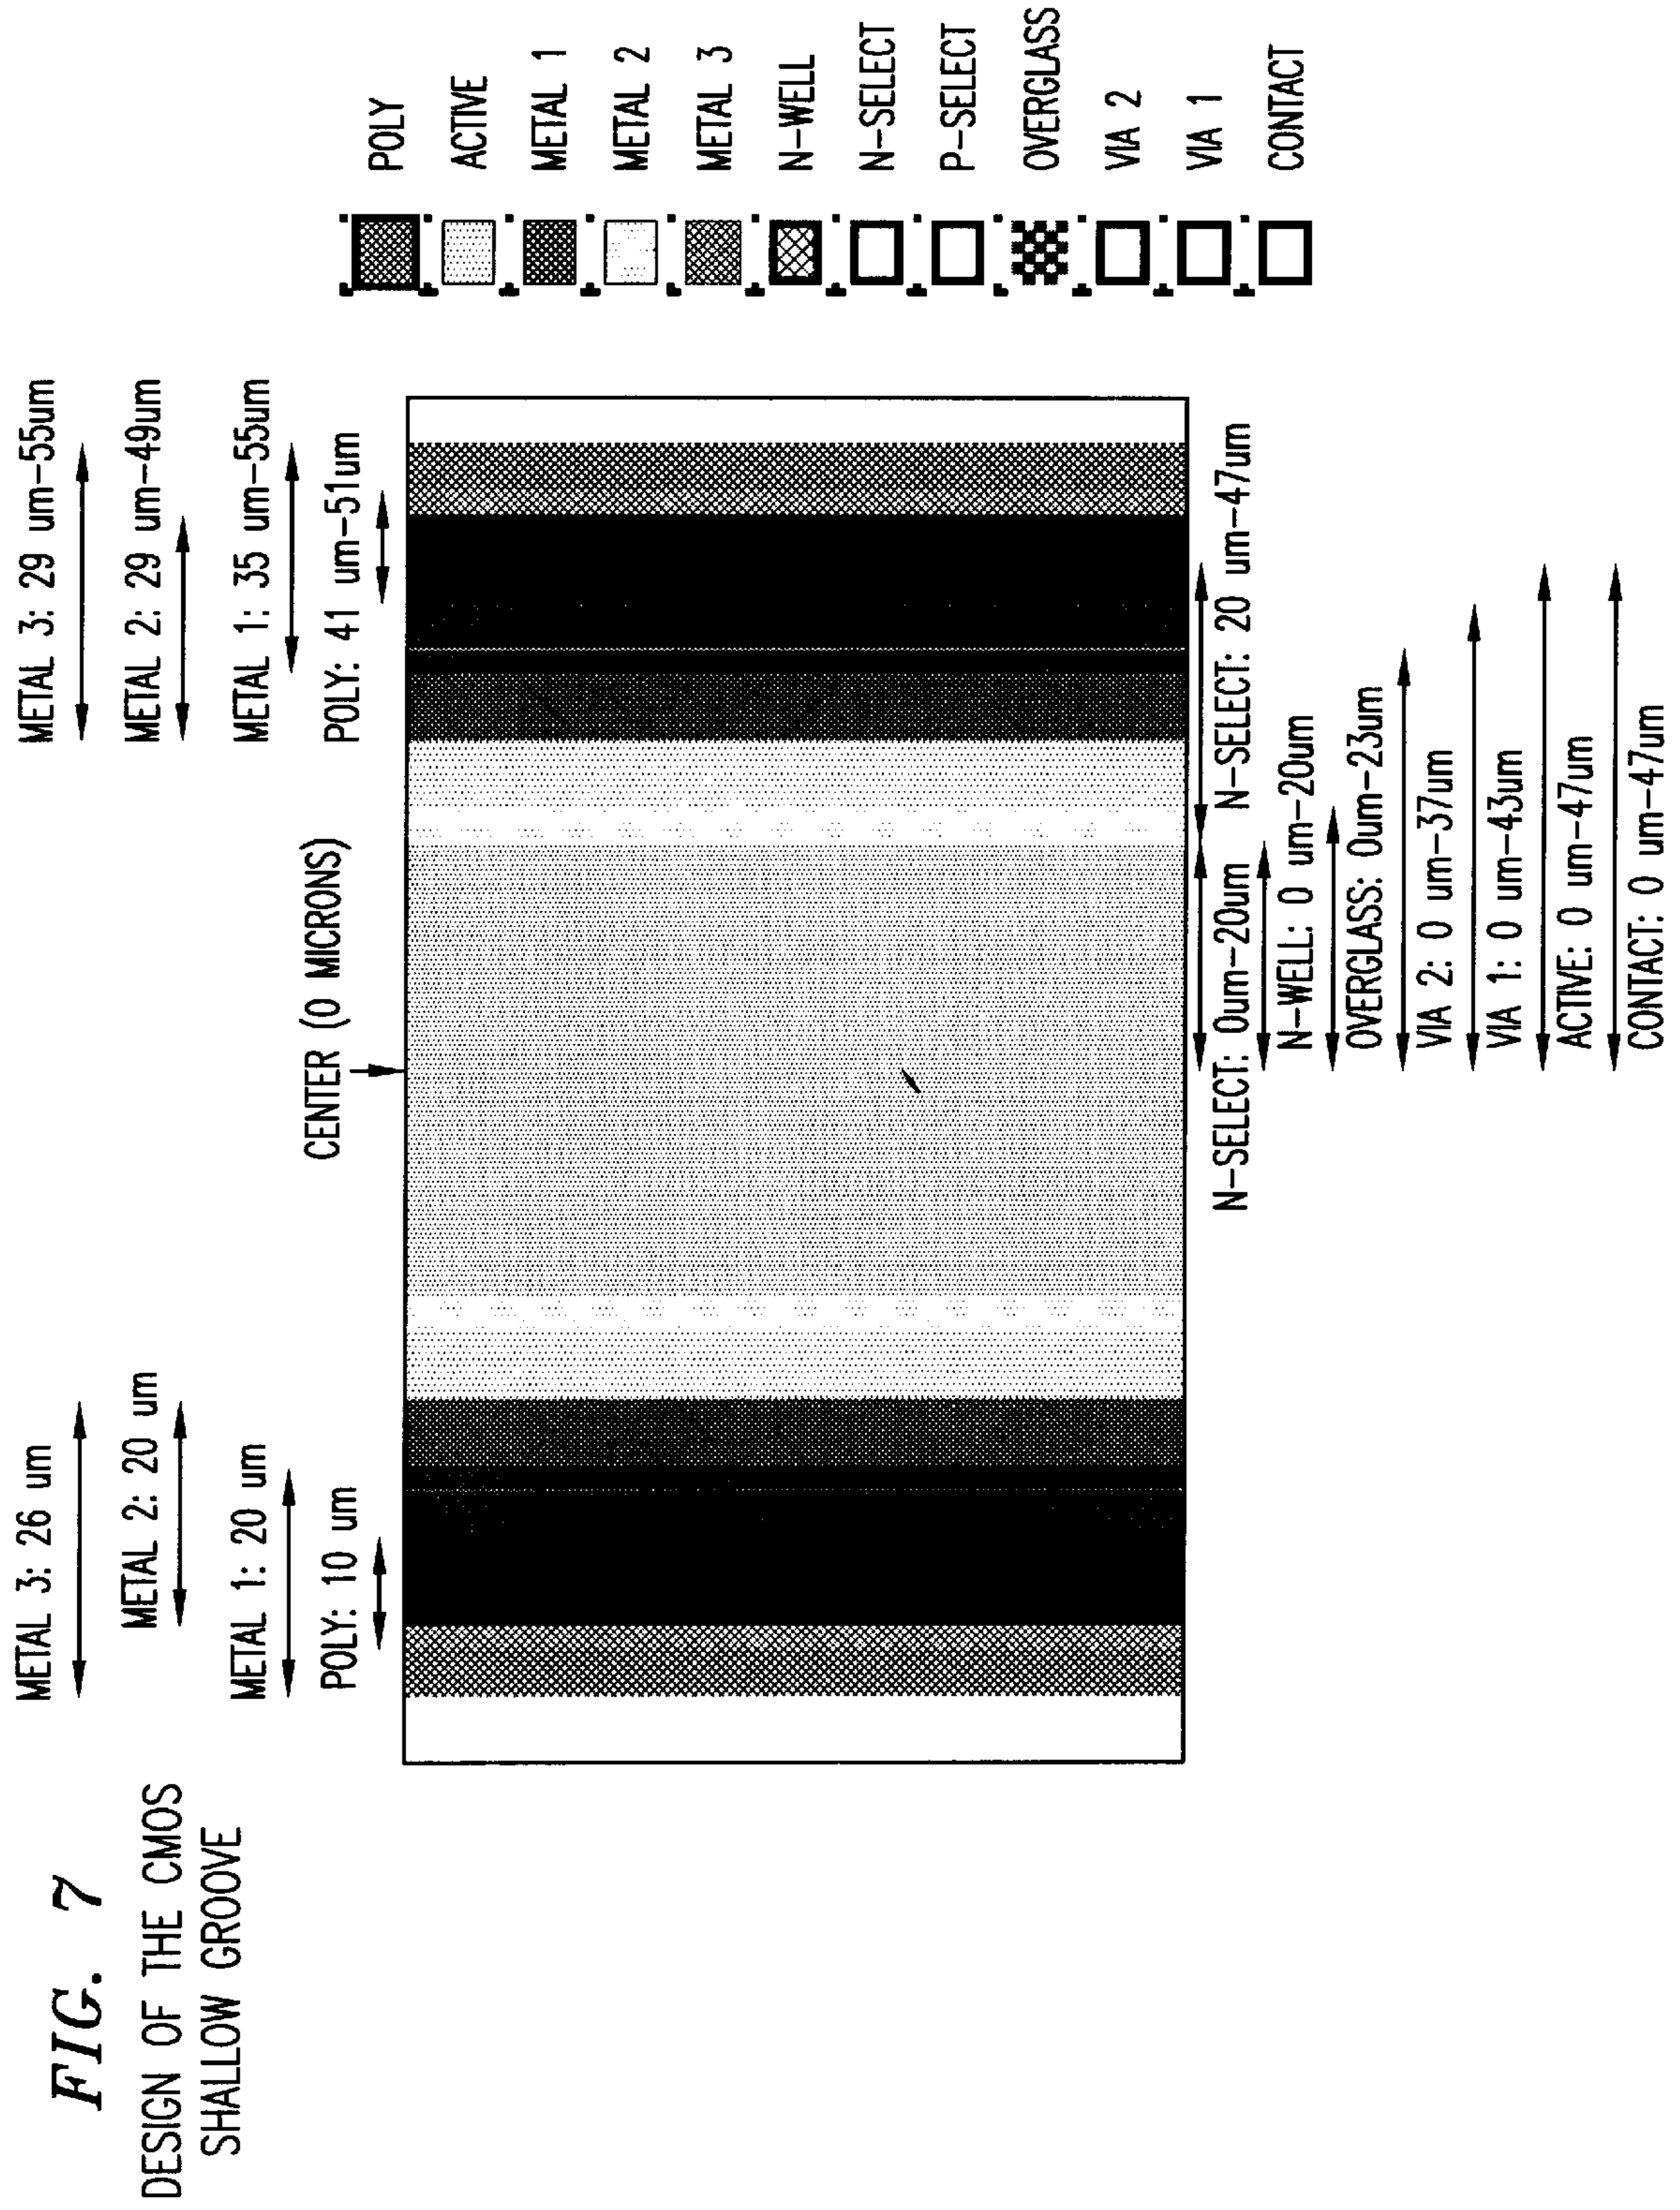 FIG. 7
DESIGN OF THE CMOS
SHALLOW GROOVE
METAL 3: 26 um
METAL 2: 20 um
METAL 1: 20 um
POLY: 10 um
CENTER (0 MICRONS)
METAL 3: 29 um-55um
METAL 2: 29 um-49um
METAL 1: 35 um-55um
POLY: 41 um-51um
N-SELECT: 0um-20um
N-SELECT: 20 um-47um
N-WELL: 0 um-20um
OVERGLASS: 0um-23um
VIA 2: 0 um-37um
VIA 1: 0 um-43um
ACTIVE: 0 um-47um
CONTACT: 0 um-47um
POLY
ACTIVE
METAL 1
METAL 2
METAL 3
N-WELL
N-SELECT
P-SELECT
OVERGLASS
VIA 2
VIA 1
CONTACT